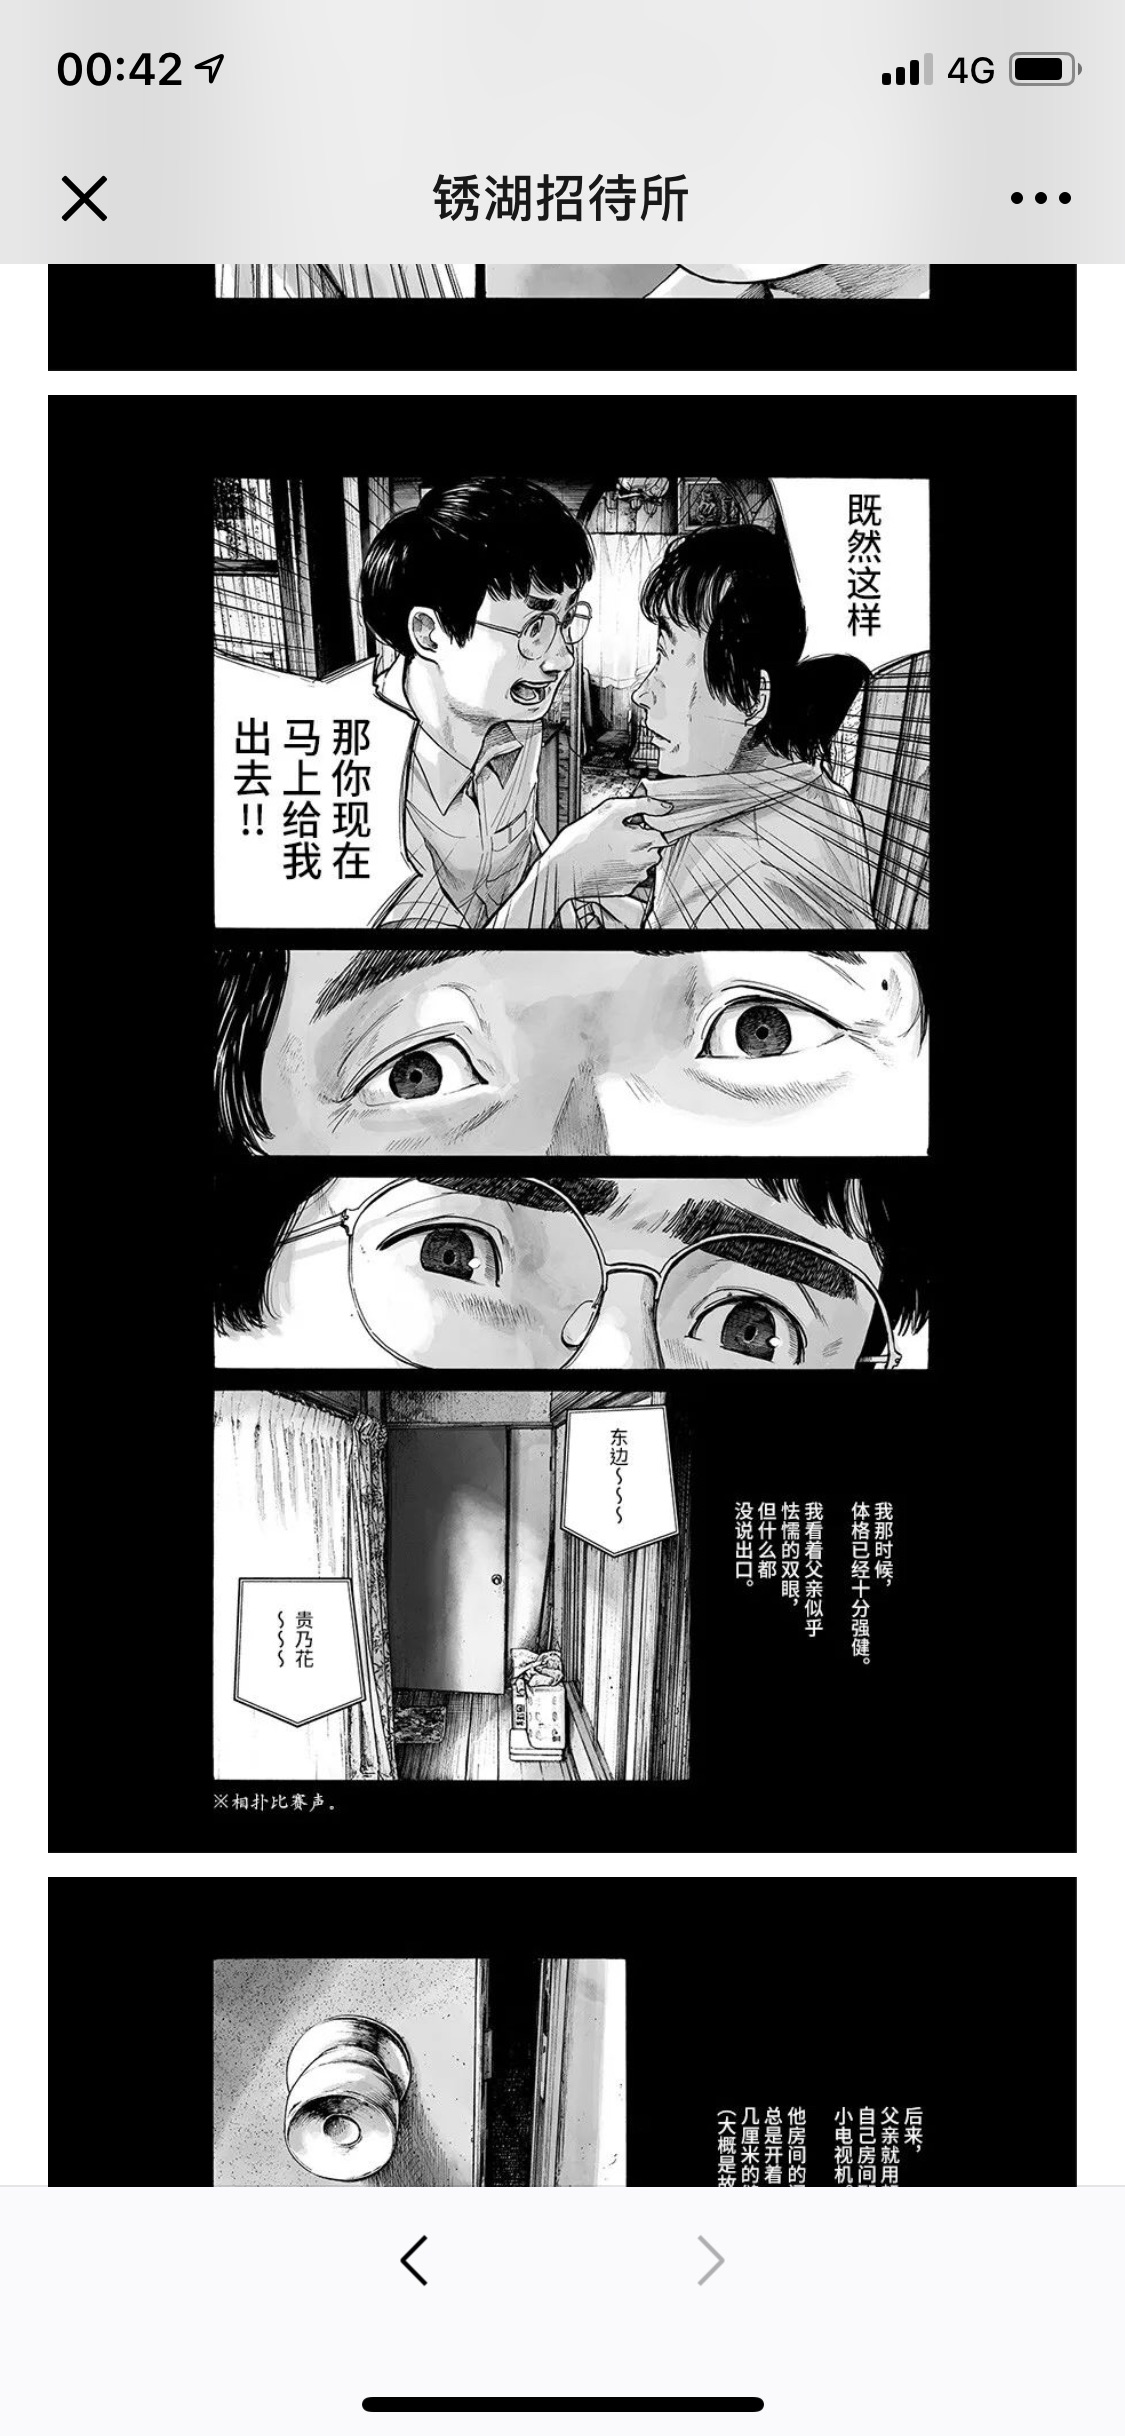 00:42
4G
锈湖招待所
既然这样
那你现在
马上给我
出去!!
我那时候，
体格已经十分强健。
我看着父亲似乎
怯懦的双眼，
但什么都
没说出口。
东边～～～
贵乃花
～～～
※相扑比赛声。
后来，
父亲就用
自己房间
小电视机
他房间的
总是开着
几厘米的
（大概是故